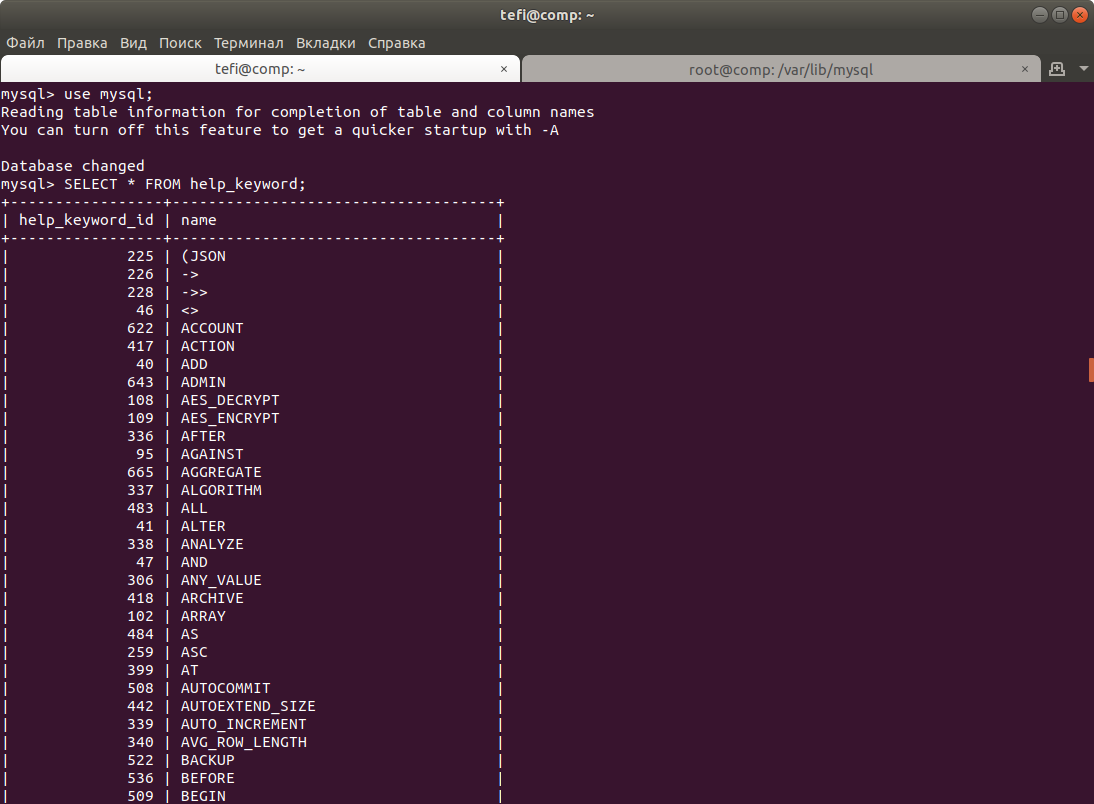 tefi@comp: ~
Файл Правка Вид Поиск Терминал Вкладки Справка
tefi@comp: ~ × root@comp: /var/lib/mysql ×
mysql> use mysql;
Reading table information for completion of table and column names
You can turn off this feature to get a quicker startup with -A
Database changed
mysql> SELECT * FROM help_keyword;
+-----------------+------------------------------------+
| help_keyword_id | name                               |
+-----------------+------------------------------------+
|             225 | (JSON                              |
|             226 | ->                                 |
|             228 | ->>                                |
|              46 | <>                                 |
|             622 | ACCOUNT                            |
|             417 | ACTION                             |
|              40 | ADD                                |
|             643 | ADMIN                              |
|             108 | AES_DECRYPT                        |
|             109 | AES_ENCRYPT                        |
|             336 | AFTER                              |
|              95 | AGAINST                            |
|             665 | AGGREGATE                          |
|             337 | ALGORITHM                          |
|             483 | ALL                                |
|              41 | ALTER                              |
|             338 | ANALYZE                            |
|              47 | AND                                |
|             306 | ANY_VALUE                          |
|             418 | ARCHIVE                            |
|             102 | ARRAY                              |
|             484 | AS                                 |
|             259 | ASC                                |
|             399 | AT                                 |
|             508 | AUTOCOMMIT                         |
|             442 | AUTOEXTEND_SIZE                    |
|             339 | AUTO_INCREMENT                     |
|             340 | AVG_ROW_LENGTH                     |
|             522 | BACKUP                             |
|             536 | BEFORE                             |
|             509 | BEGIN                              |